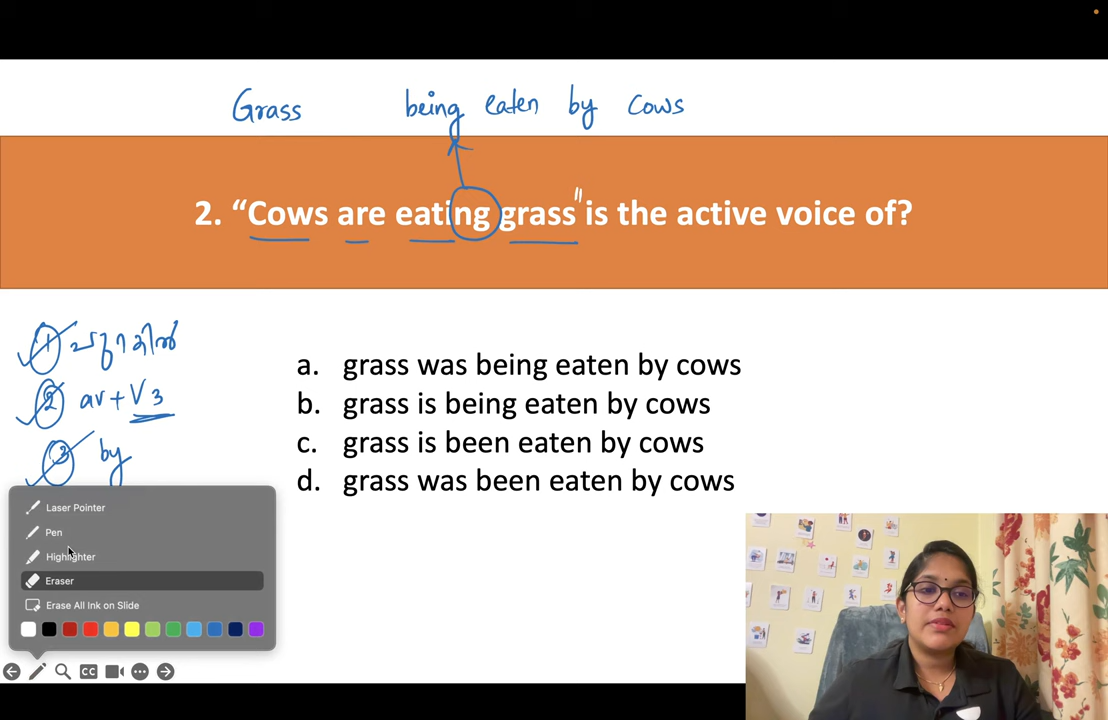 Grass being eaten by cows
2. “Cows are eating grass" is the active voice of?
a. grass was being eaten by cows
b. grass is being eaten by cows
c. grass is been eaten by cows
d. grass was been eaten by cows
1
2 av + V3
3 by
Laser Pointer
Pen
Highlighter
Eraser
Erase All Ink on Slide
CC